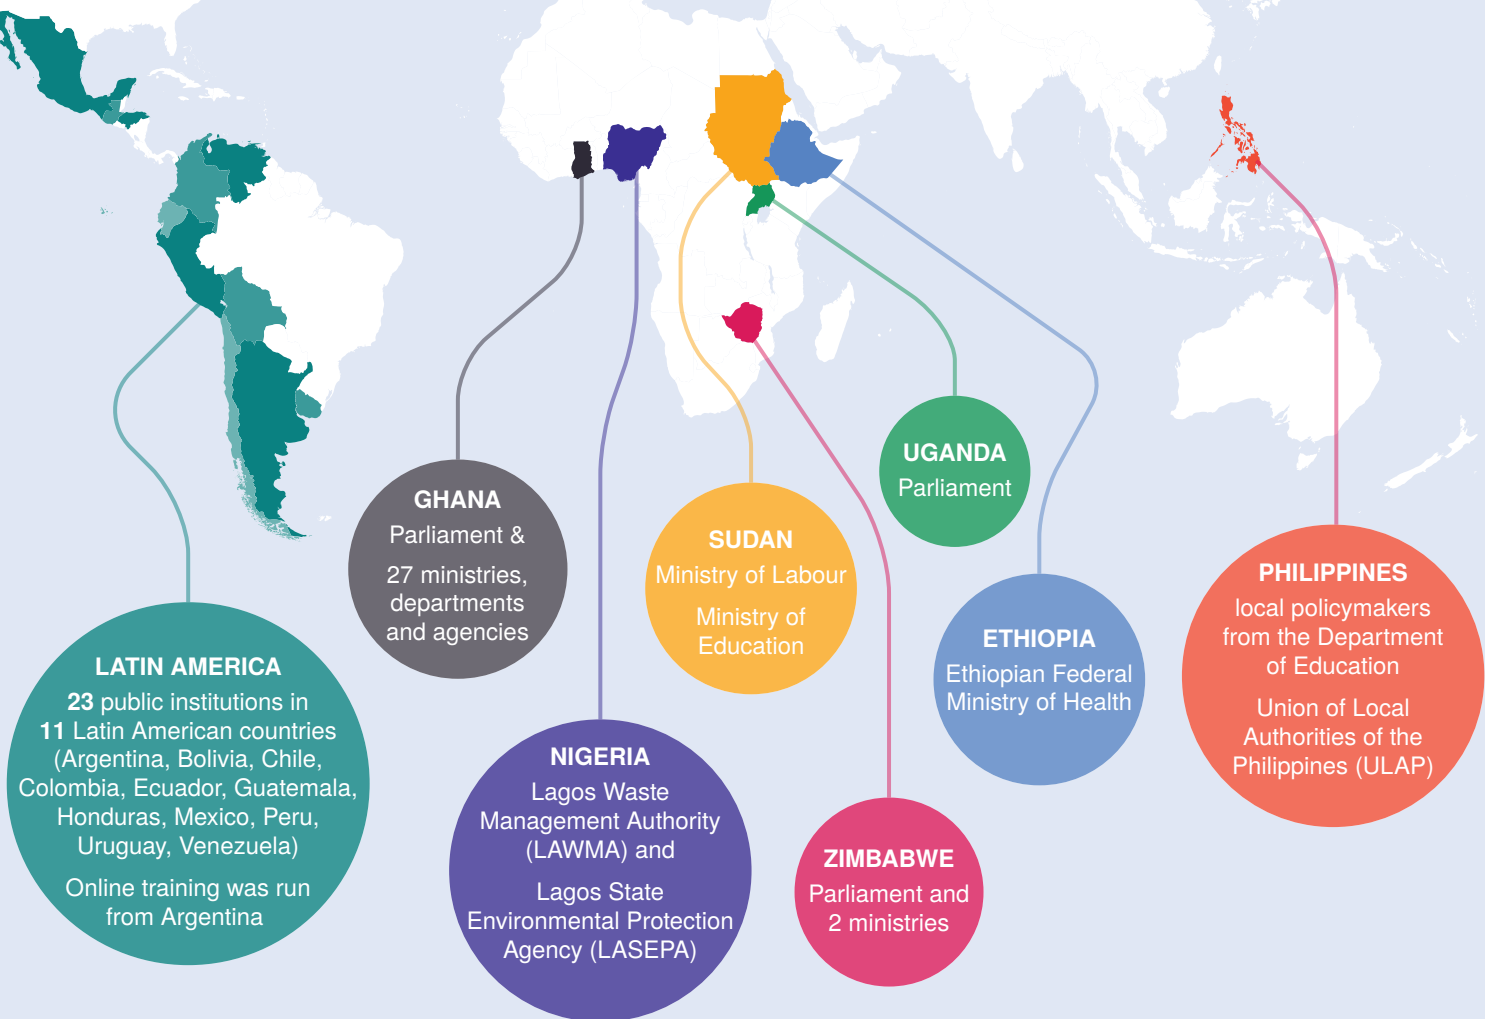 LATIN AMERICA
23 public institutions in
11 Latin American countries
(Argentina, Bolivia, Chile,
Colombia, Ecuador, Guatemala,
Honduras, Mexico, Peru,
Uruguay, Venezuela)
Online training was run
from Argentina
GHANA
Parliament &
27 ministries,
departments
and agencies
NIGERIA
Lagos Waste
Management Authority
(LAWMA) and
Lagos State
Environmental Protection
Agency (LASEPA)
SUDAN
Ministry of Labour
Ministry of
Education
ZIMBABWE
Parliament and
2 ministries
UGANDA
Parliament
ETHIOPIA
Ethiopian Federal
Ministry of Health
PHILIPPINES
local policymakers
from the Department
of Education
Union of Local
Authorities of the
Philippines (ULAP)